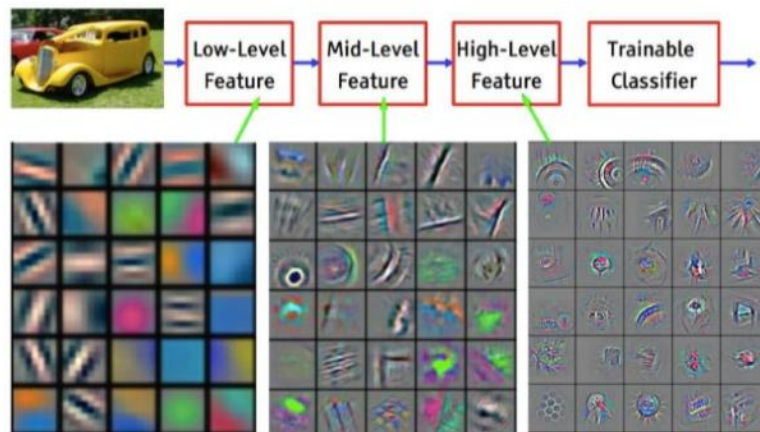 Low-Level
Feature
Mid-Level
Feature
High-Level
Feature
Trainable
Classifier